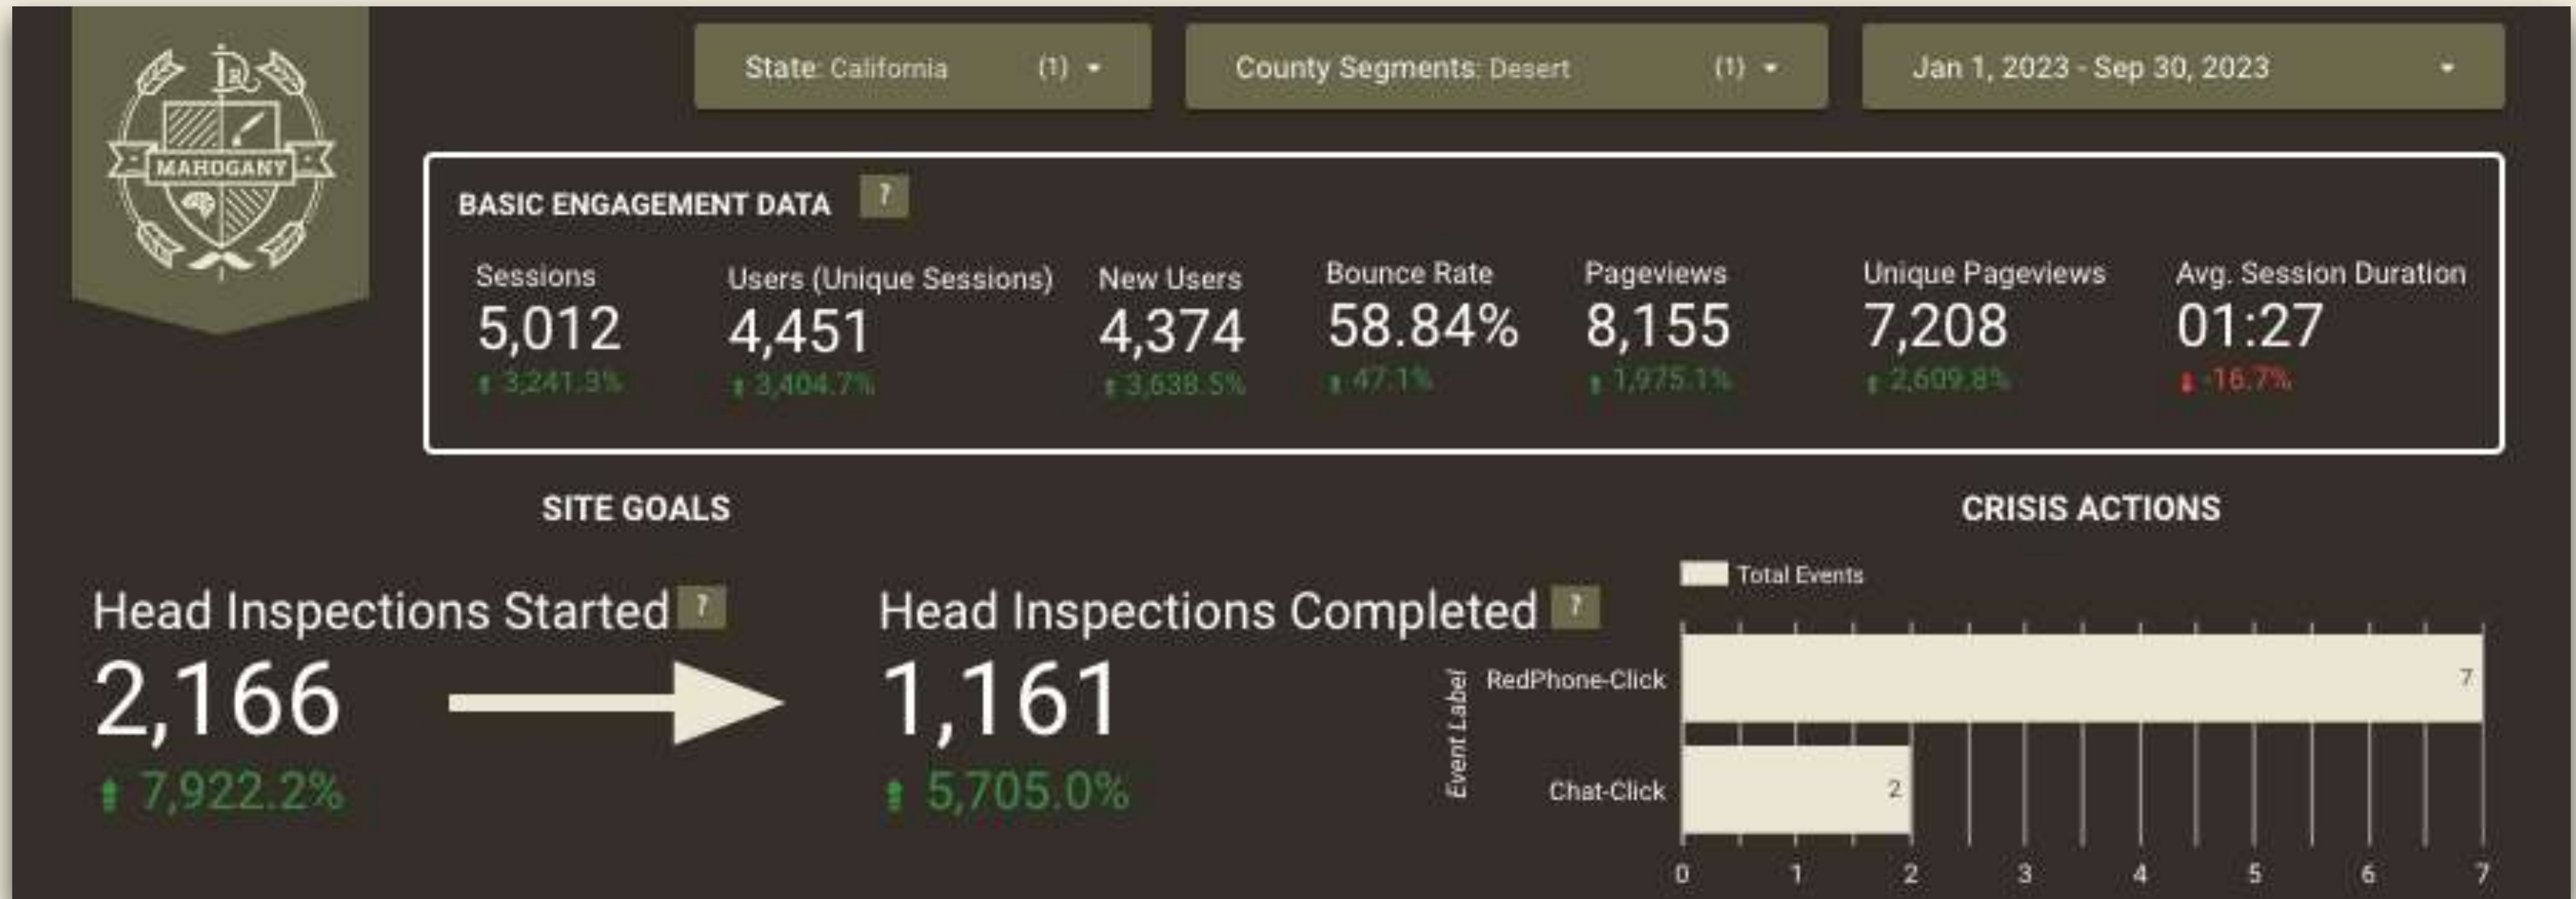 DR
MAHOGANY
State: California (1)
County Segments: Desert (1)
Jan 1, 2023 - Sep 30, 2023
BASIC ENGAGEMENT DATA ?
Sessions
5,012
3,241.3%
Users (Unique Sessions)
4,451
3,404.7%
New Users
4,374
3,638.5%
Bounce Rate
58.84%
47.1%
Pageviews
8,155
1,975.1%
Unique Pageviews
7,208
2,609.8%
Avg. Session Duration
01:27
-16.7%
SITE GOALS
Head Inspections Started ?
2,166
7,922.2%
Head Inspections Completed ?
1,161
5,705.0%
CRISIS ACTIONS
Total Events
Event Label
RedPhone-Click 7
Chat-Click 2
0 1 2 3 4 5 6 7